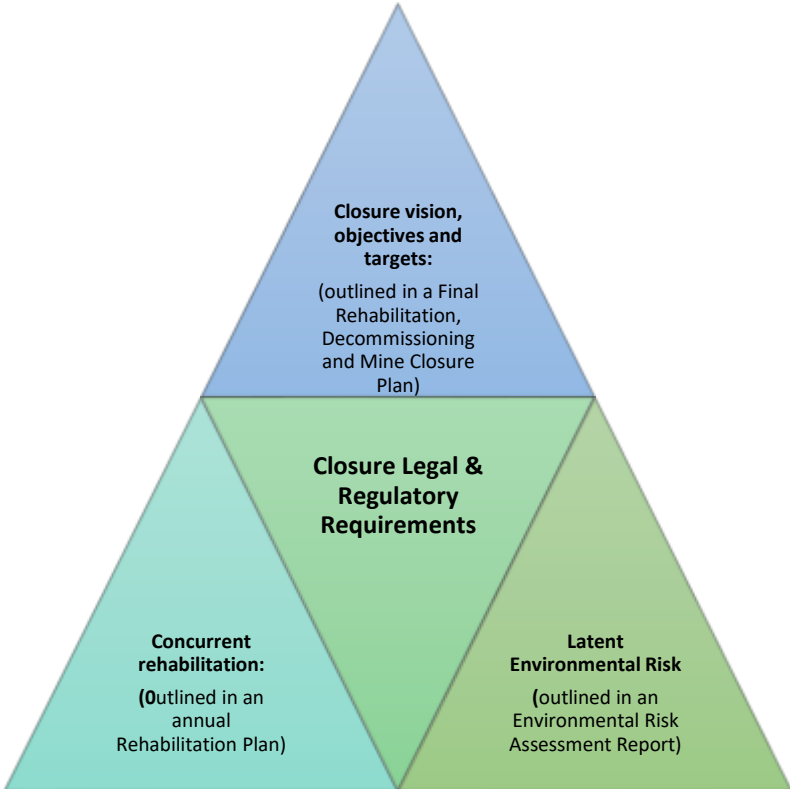 Closure vision,
objectives and
targets:
(outlined in a Final
Rehabilitation,
Decommissioning
and Mine Closure
Plan)
Closure Legal &
Regulatory
Requirements
Concurrent
rehabilitation:
(0utlined in an
annual
Rehabilitation Plan)
Latent
Environmental Risk
(outlined in an
Environmental Risk
Assessment Report)